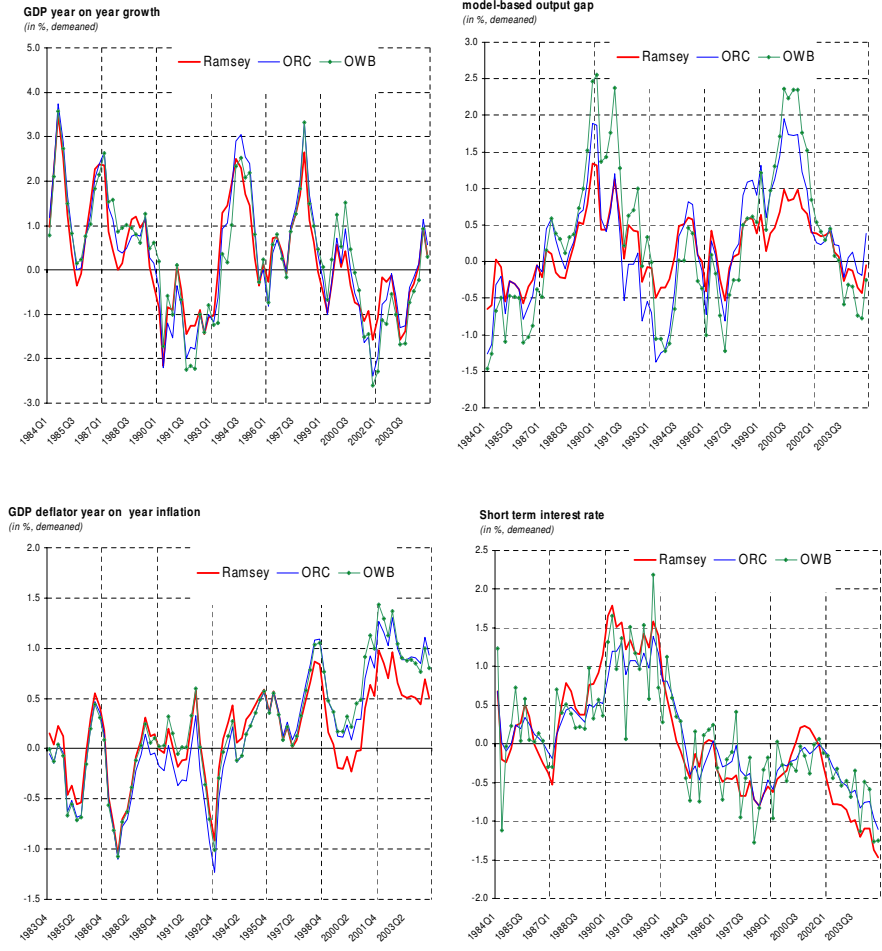 GDP year on year growth
(in %, demeaned)
Ramsey ORC OWB
5.0
4.0
3.0
2.0
1.0
0.0
-1.0
-2.0
-3.0
1984Q1 1985Q3 1987Q1 1988Q3 1990Q1 1991Q3 1993Q1 1994Q3 1996Q1 1997Q3 1999Q1 2000Q3 2002Q1 2003Q3
model-based output gap
(in %, demeaned)
Ramsey ORC OWB
3.0
2.5
2.0
1.5
1.0
0.5
0.0
-0.5
-1.0
-1.5
-2.0
1984Q1 1985Q3 1987Q1 1988Q3 1990Q1 1991Q3 1993Q1 1994Q3 1996Q1 1997Q3 1999Q1 2000Q3 2002Q1 2003Q3
GDP deflator year on year inflation
(in %, demeaned)
Ramsey ORC OWB
2.0
1.5
1.0
0.5
0.0
-0.5
-1.0
-1.5
1983Q4 1985Q2 1986Q4 1988Q2 1989Q4 1991Q2 1992Q4 1994Q2 1995Q4 1997Q2 1998Q4 2000Q2 2001Q4 2003Q2
Short term interest rate
(in %, demeaned)
Ramsey ORC OWB
2.5
2.0
1.5
1.0
0.5
0.0
-0.5
-1.0
-1.5
-2.0
1984Q1 1985Q3 1987Q1 1988Q3 1990Q1 1991Q3 1993Q1 1994Q3 1996Q1 1997Q3 1999Q1 2000Q3 2002Q1 2003Q3